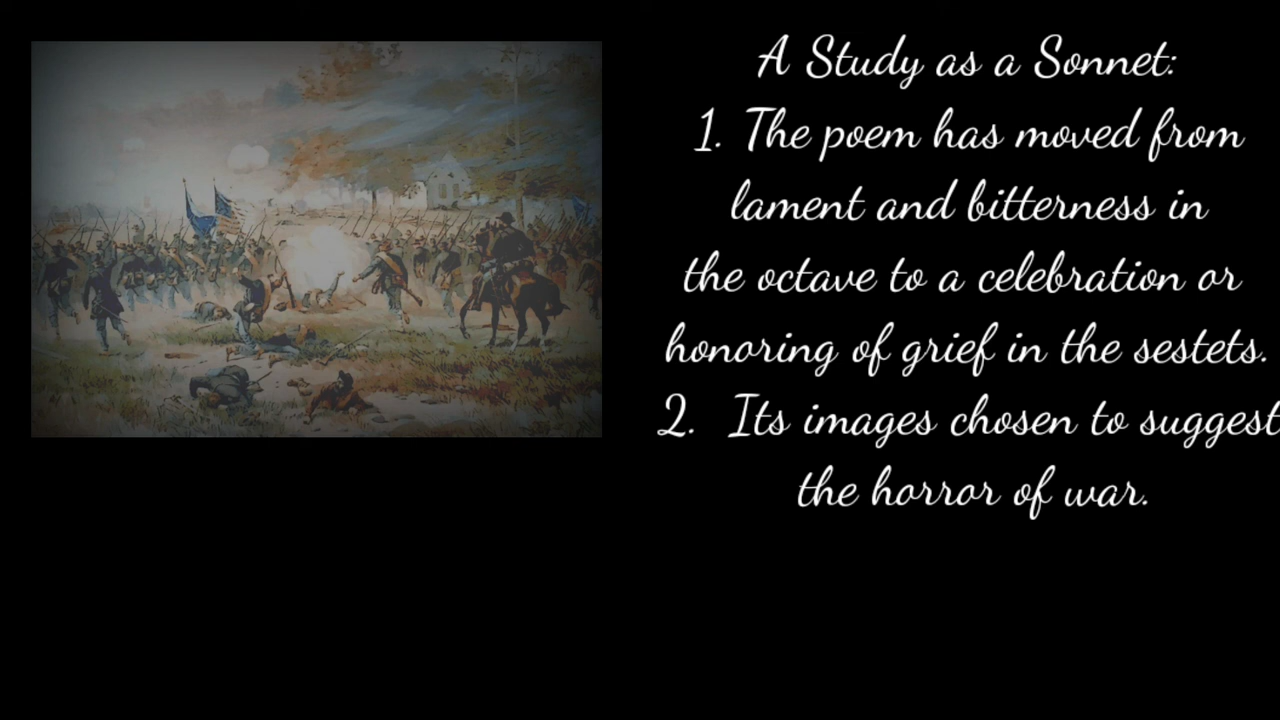 A Study as a Sonnet:
1. The poem has moved from
lament and bitterness in
the octave to a celebration or
honoring of grief in the sestets.
2. Its images chosen to suggest
the horror of war.